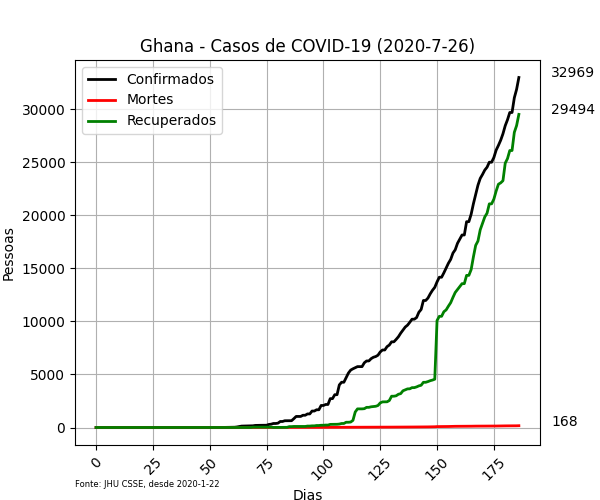 Ghana - Casos de COVID-19 (2020-7-26)
Confirmados
Mortes
Recuperados
32969
29494
168
Pessoas
30000
25000
20000
15000
10000
5000
0
0
25
50
75
100
125
150
175
Dias
Fonte: JHU CSSE, desde 2020-1-22